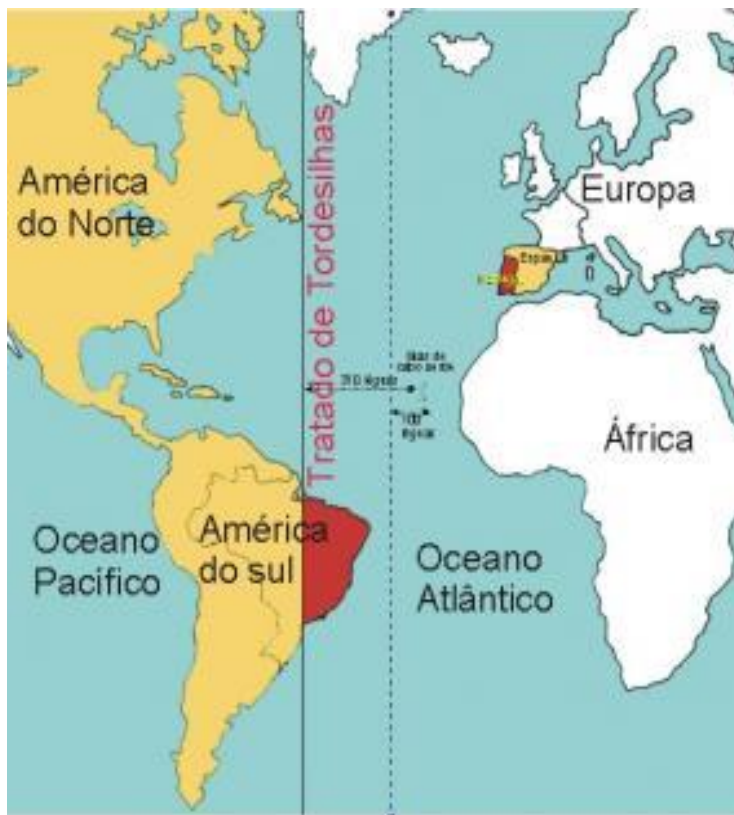 América
do Norte
Tratado de Tordesilhas
Europa
África
América
do sul
Oceano
Pacífico
Oceano
Atlântico